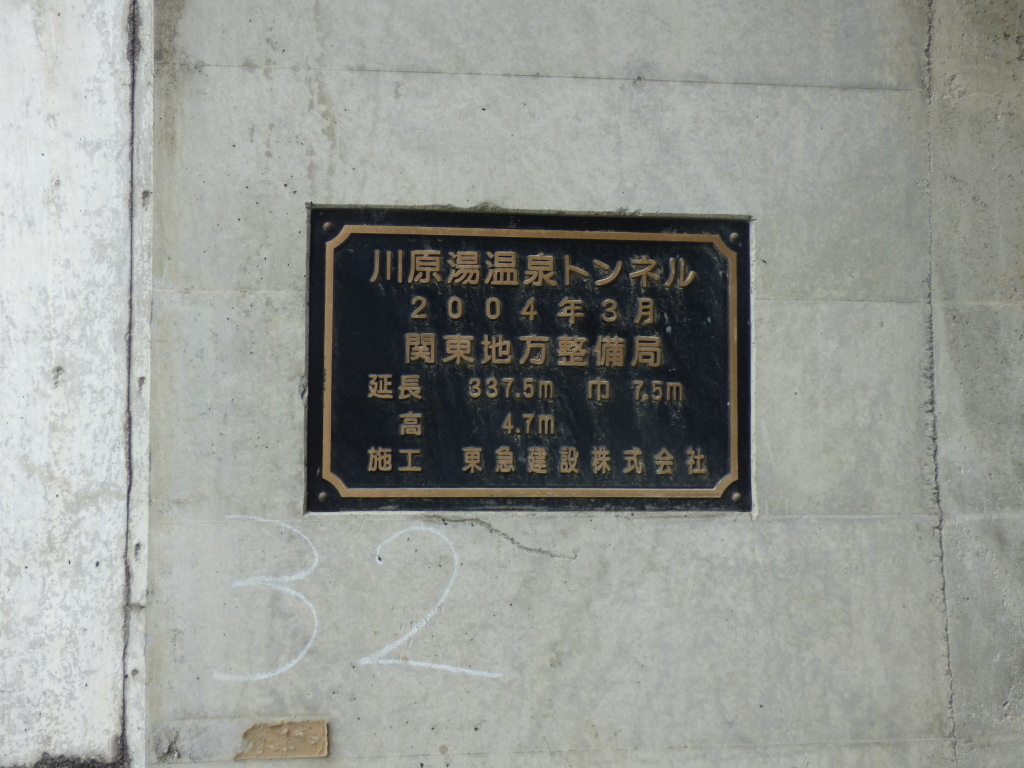 川原湯温泉トンネル
2004年3月
関東地方整備局
延長 337.5m 巾 7.5m
高 4.7m
施工 東急建設株式会社
32